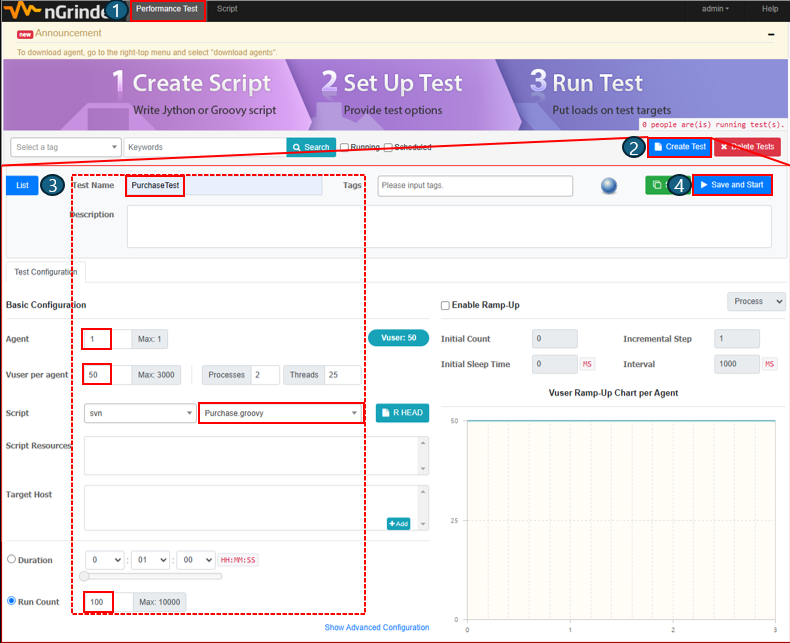 nGrinde 1 Performance Test Script admin Help
new Announcement
To download agent, go to the right-top menu and select "download agents".
1 Create Script 2 Set Up Test 3 Run Test
Write Jython or Groovy script Provide test options Put loads on test targets
0 people are(is) running test(s).
Select a tag Keywords Search Running Scheduled 2 Create Test Delete Tests
List 3 Test Name PurchaseTest Tags Please input tags. 4 Save and Start
Description
Test Configuration
Basic Configuration Enable Ramp-Up Process
Agent 1 Max: 1 Vuser: 50 Initial Count 0 Incremental Step 1
Vuser per agent 50 Max: 3000 Processes 2 Threads 25 Initial Sleep Time 0 MS Interval 1000 MS
Vuser Ramp-Up Chart per Agent
Script svn Purchase.groovy R HEAD
50
Script Resources
Target Host
25
+ Add
Duration 0 : 01 : 00 HH:MM:SS
Run Count 100 Max: 10000
0
Show Advanced Configuration
0 1 2 3